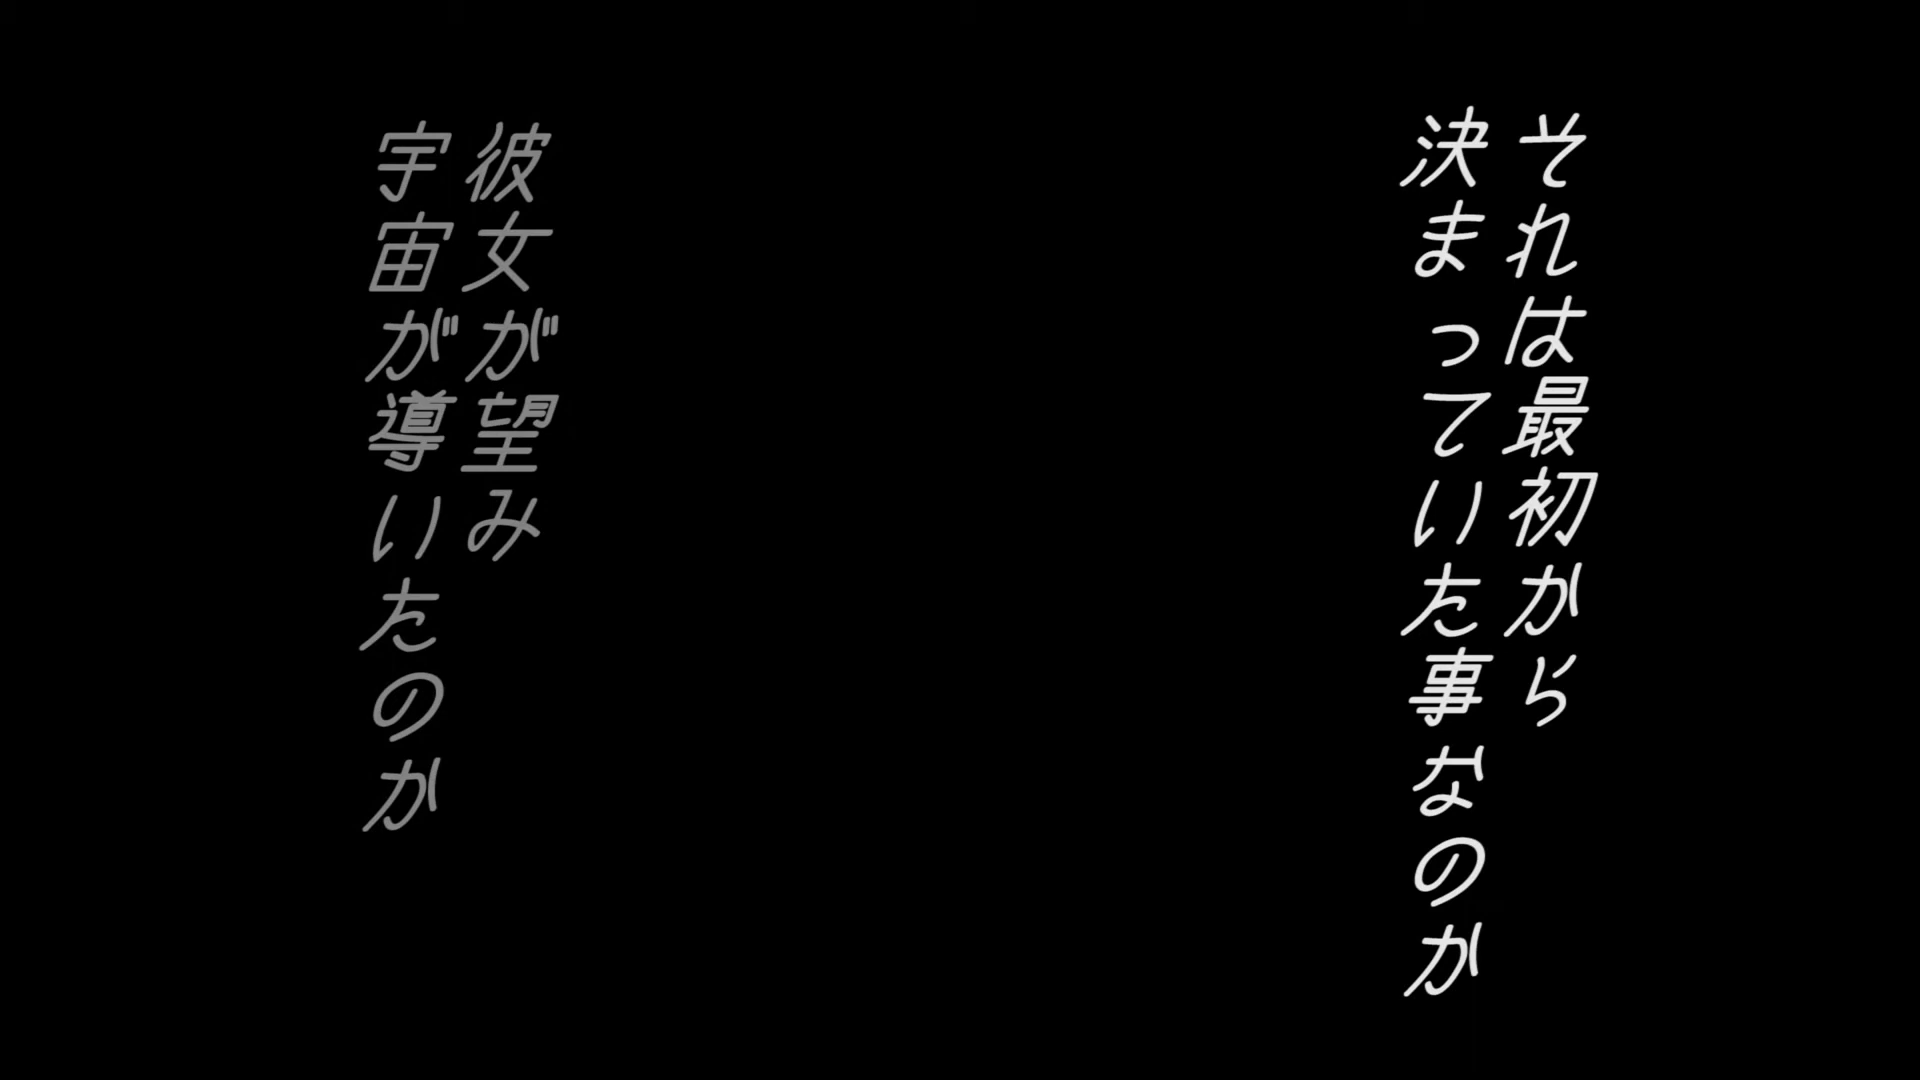 それは最初から
決まっていた事なのか
彼女が望み
宇宙が導いたのか